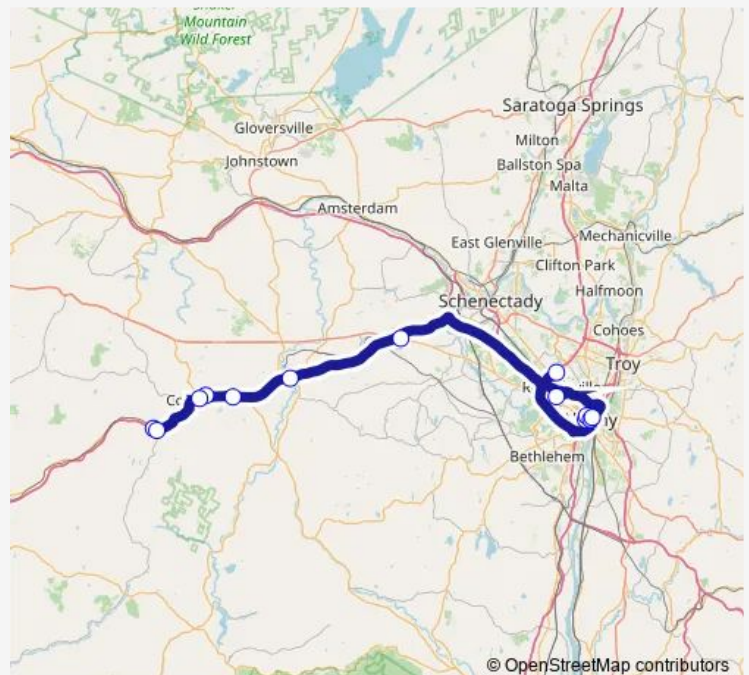 Shaker
Mountain
Wild Forest
Saratoga Springs
Gloversville
Milton
Johnstown
Ballston Spa
Malta
Amsterdam
East Glenville
Mechanicville
Clifton Park
Halfmoon
Schenectady
Cohoes
Troy
Bethlehem
© OpenStreetMap contributors